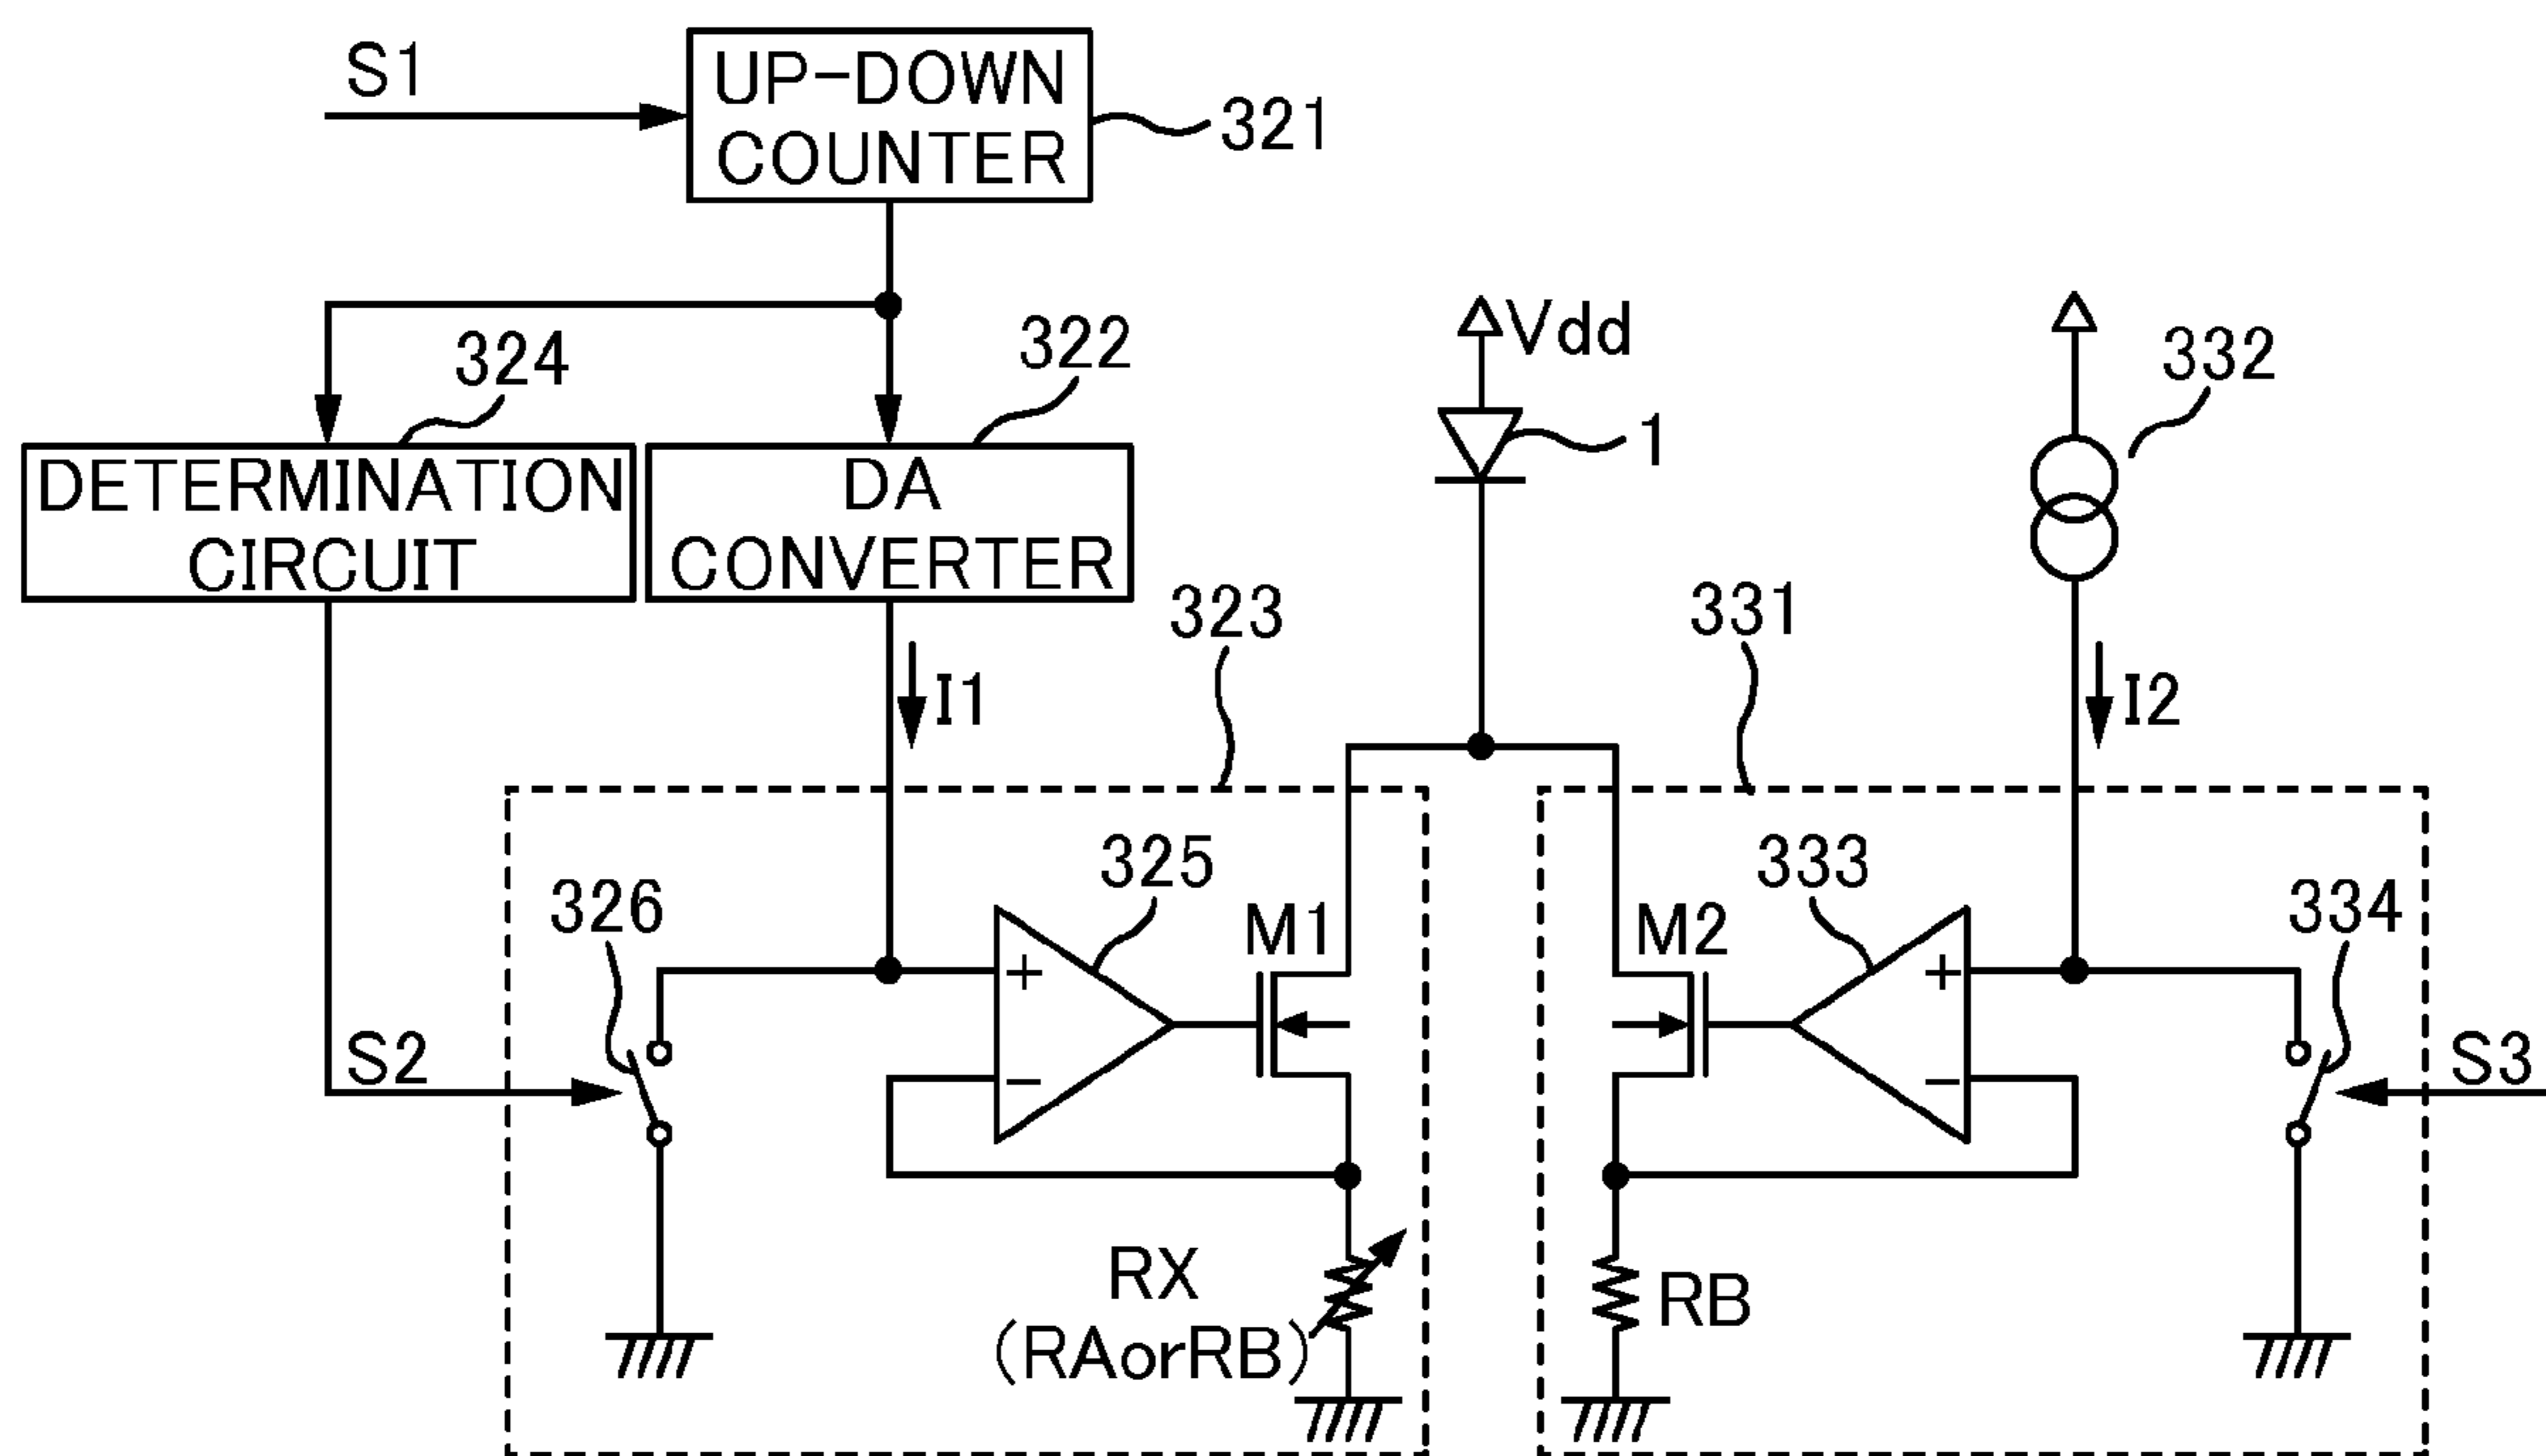 S1
UP-DOWN
COUNTER
321
324
322
Vdd
332
DETERMINATION
CIRCUIT
DA
CONVERTER
1
323
331
I1
I2
325
333
326
M1
M2
334
+
+
S2
−
−
S3
RX
(RAorRB)
RB